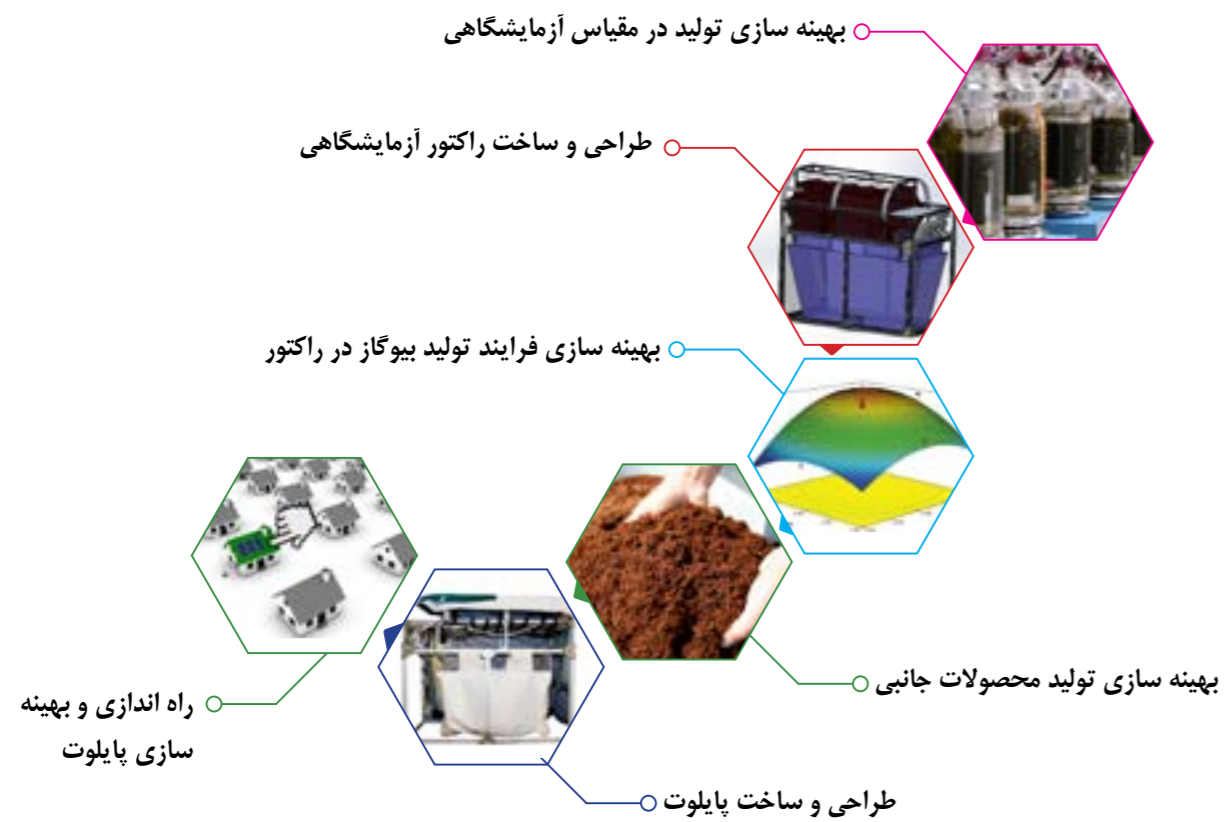 بهینه سازی تولید در مقیاس آزمایشگاهی
طراحی و ساخت راکتور آزمایشگاهی
بهینه سازی فرایند تولید بیوگاز در راکتور
بهینه سازی تولید محصولات جانبی
راه اندازی و بهینه
سازی پایلوت
طراحی و ساخت پایلوت